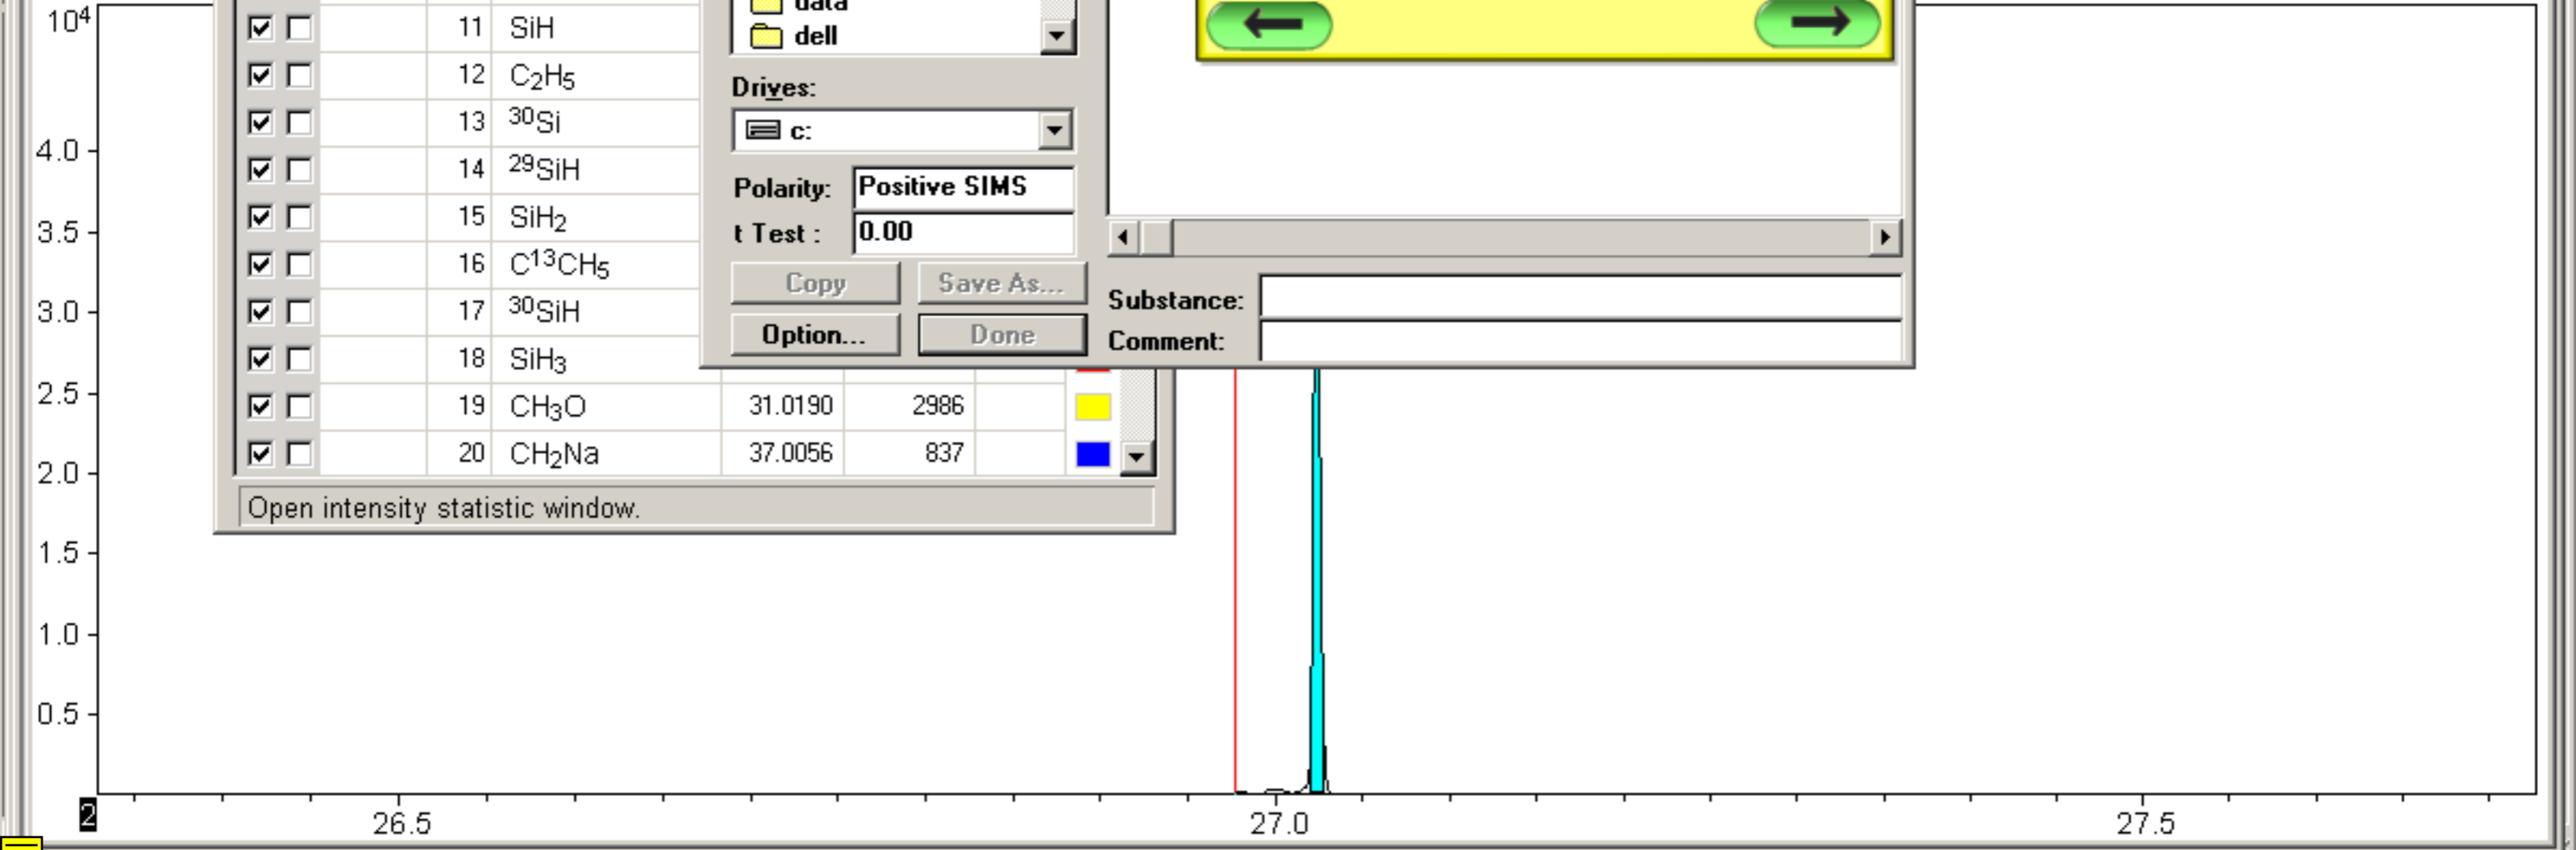 10⁴
4.0
3.5
3.0
2.5
2.0
1.5
1.0
0.5
11 SiH
12 C₂H₅
13 ³⁰Si
14 ²⁹SiH
15 SiH₂
16 C¹³CH₅
17 ³⁰SiH
18 SiH₃
19 CH₃O 31.0190 2986
20 CH₂Na 37.0056 837
Open intensity statistic window.
data
dell
Drives:
c:
Polarity: Positive SIMS
t Test : 0.00
Copy Save As...
Option... Done
Substance:
Comment:
2
26.5 27.0 27.5